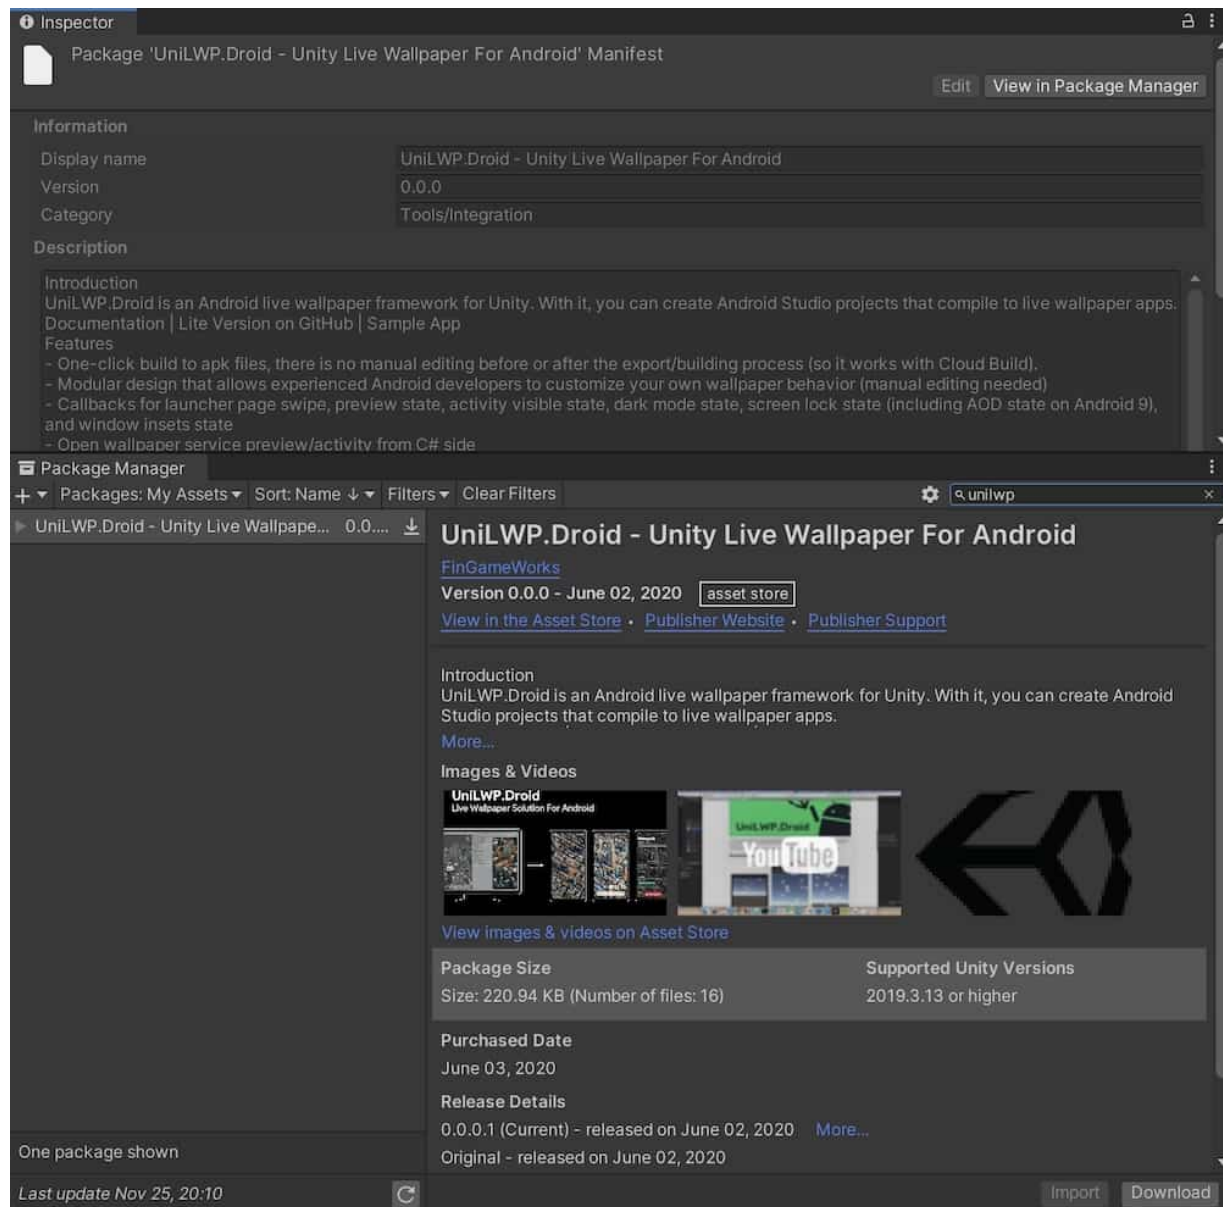 Inspector
Package 'UniLWP.Droid - Unity Live Wallpaper For Android' Manifest
Edit View in Package Manager
Information
Display name UniLWP.Droid - Unity Live Wallpaper For Android
Version 0.0.0
Category Tools/Integration
Description
Introduction
UniLWP.Droid is an Android live wallpaper framework for Unity. With it, you can create Android Studio projects that compile to live wallpaper apps.
Documentation | Lite Version on GitHub | Sample App
Features
- One-click build to apk files, there is no manual editing before or after the export/building process (so it works with Cloud Build).
- Modular design that allows experienced Android developers to customize your own wallpaper behavior (manual editing needed)
- Callbacks for launcher page swipe, preview state, activity visible state, dark mode state, screen lock state (including AOD state on Android 9),
and window insets state
- Open wallpaper service preview/activity from C# side
Package Manager
+ Packages: My Assets Sort: Name ↓ Filters Clear Filters unilwp ×
UniLWP.Droid - Unity Live Wallpape... 0.0....
UniLWP.Droid - Unity Live Wallpaper For Android
FinGameWorks
Version 0.0.0 - June 02, 2020 asset store
View in the Asset Store • Publisher Website • Publisher Support
Introduction
UniLWP.Droid is an Android live wallpaper framework for Unity. With it, you can create Android
Studio projects that compile to live wallpaper apps.
More...
Images & Videos
UniLWP.Droid
Live Wallpaper Solution For Android
UniLWP.Droid
YouTube
View images & videos on Asset Store
Package Size Supported Unity Versions
Size: 220.94 KB (Number of files: 16) 2019.3.13 or higher
Purchased Date
June 03, 2020
Release Details
0.0.0.1 (Current) - released on June 02, 2020 More...
Original - released on June 02, 2020
One package shown
Last update Nov 25, 20:10
Import Download